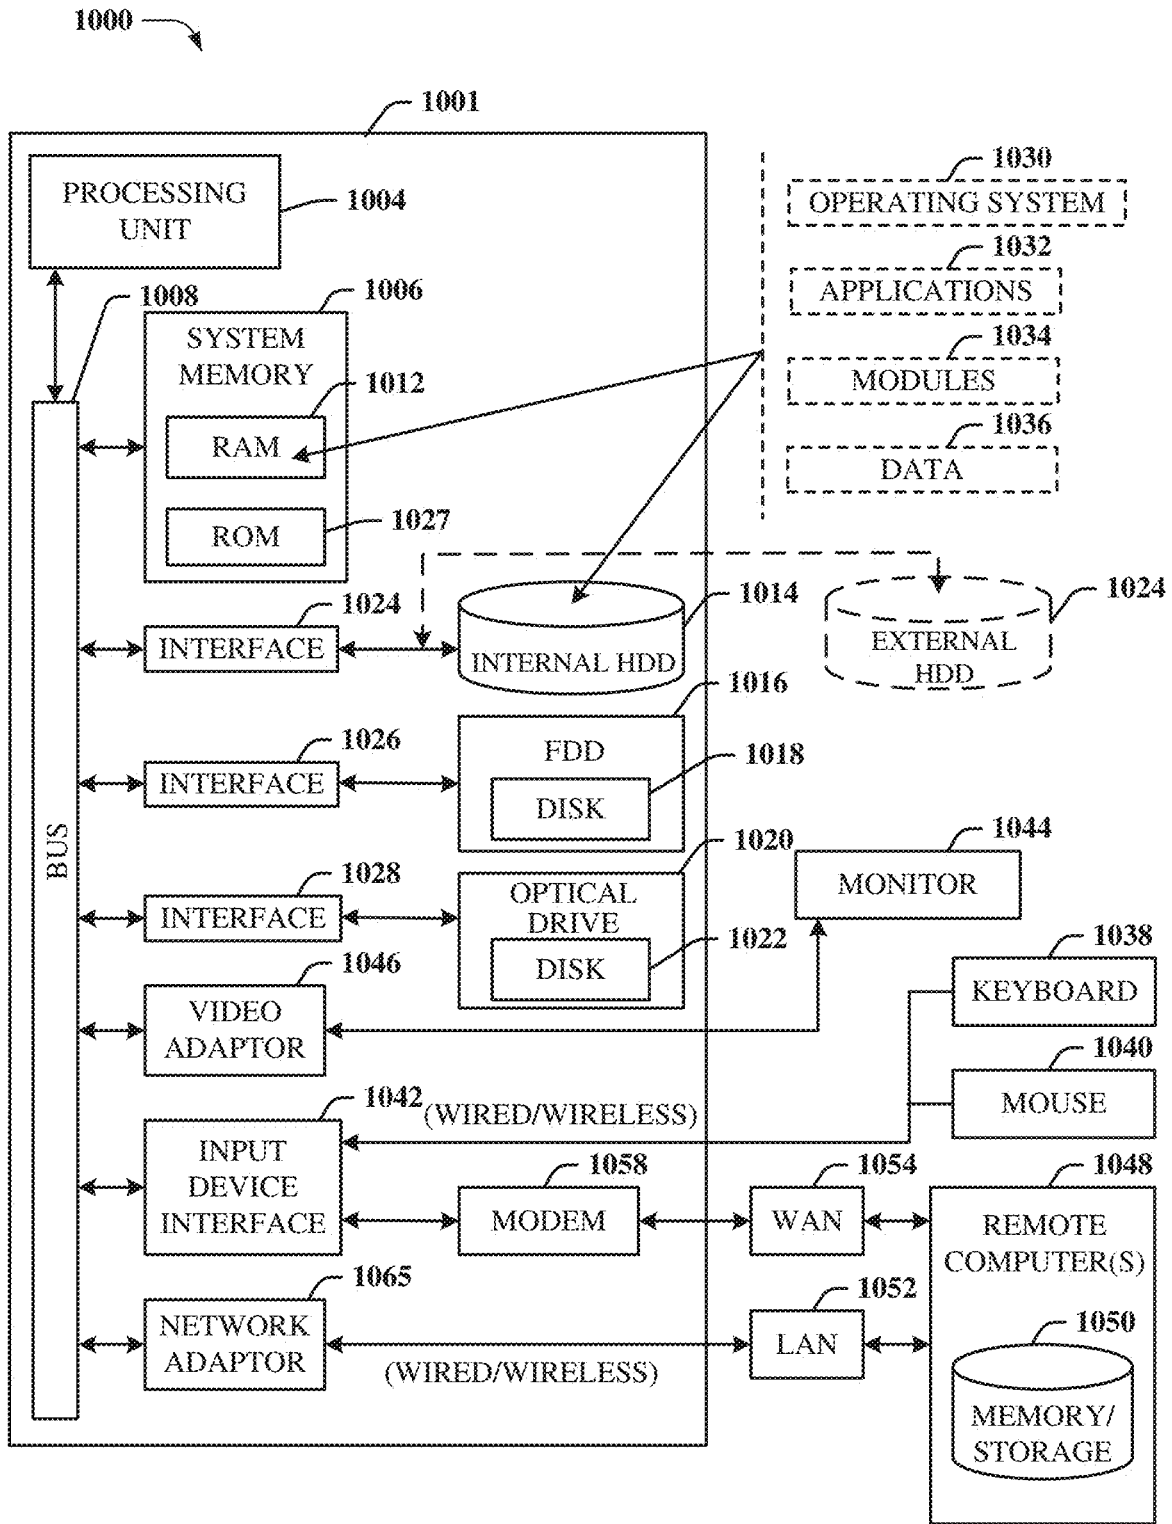 1000
1001
PROCESSING
UNIT
1004
1008
1006
SYSTEM
MEMORY
1012
RAM
ROM
1027
1030
OPERATING SYSTEM
1032
APPLICATIONS
1034
MODULES
1036
DATA
1024
INTERFACE
1014
INTERNAL HDD
1024
EXTERNAL
HDD
1016
1026
INTERFACE
FDD
1018
DISK
BUS
1028
INTERFACE
1020
OPTICAL
DRIVE
1022
DISK
1044
MONITOR
1046
VIDEO
ADAPTOR
1038
KEYBOARD
1040
MOUSE
1042
(WIRED/WIRELESS)
INPUT
DEVICE
INTERFACE
1058
MODEM
1054
WAN
1048
REMOTE
COMPUTER(S)
1065
NETWORK
ADAPTOR
(WIRED/WIRELESS)
1052
LAN
1050
MEMORY/
STORAGE